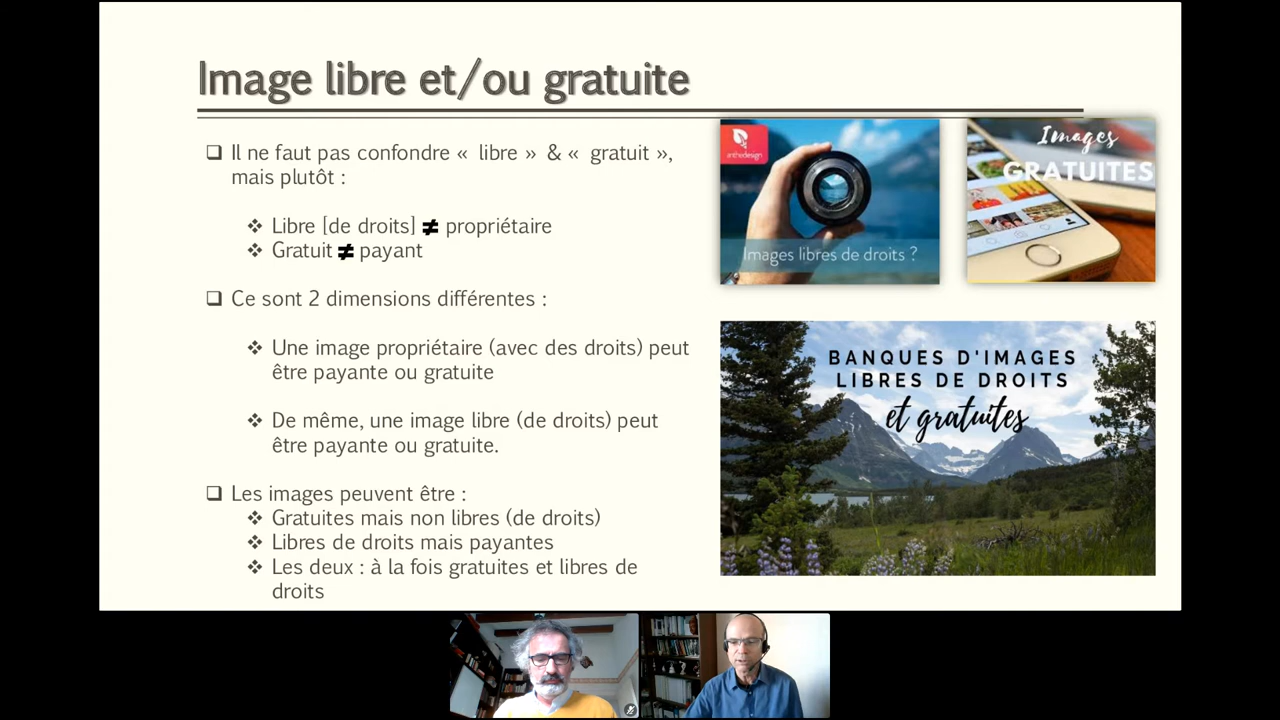 Image libre et/ou gratuite
❑ Il ne faut pas confondre « libre » & « gratuit »,
mais plutôt :
❖ Libre [de droits] ≠ propriétaire
❖ Gratuit ≠ payant
❑ Ce sont 2 dimensions différentes :
❖ Une image propriétaire (avec des droits) peut
être payante ou gratuite
❖ De même, une image libre (de droits) peut
être payante ou gratuite.
❑ Les images peuvent être :
❖ Gratuites mais non libres (de droits)
❖ Libres de droits mais payantes
❖ Les deux : à la fois gratuites et libres de
droits
anthedesign
Images libres de droits ?
Images
GRATUITES
BANQUES D'IMAGES
LIBRES DE DROITS
et gratuites